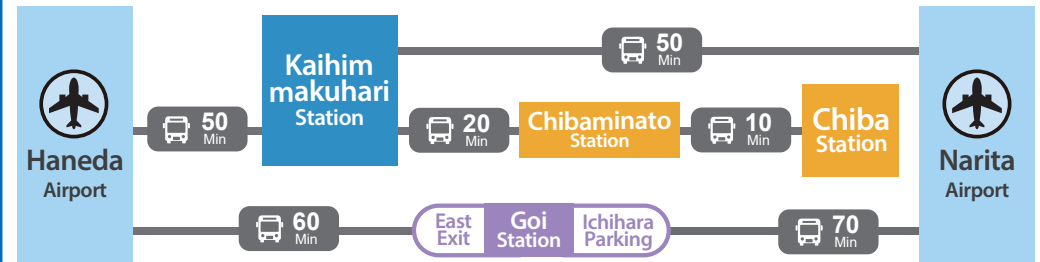 Haneda
Airport
50
Min
Kaihim
makuhari
Station
50
Min
20
Min
Chibaminato
Station
10
Min
Chiba
Station
Narita
Airport
60
Min
East
Exit
Goi
Station
Ichihara
Parking
70
Min